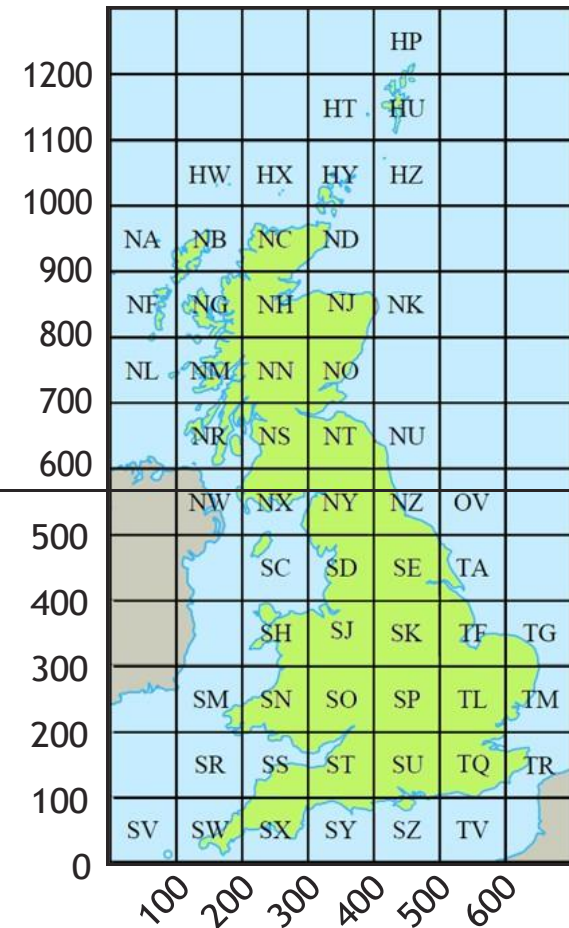 HP
1200
HT HU
1100
HW HX HY HZ
1000
NA NB NC ND
900
NF NG NH NJ NK
800
NL NM NN NO
700
NR NS NT NU
600
NW NX NY NZ OV
500
SC SD SE TA
400
SH SJ SK TF TG
300
SM SN SO SP TL TM
200
SR SS ST SU TQ TR
100
SV SW SX SY SZ TV
0
100 200 300 400 500 600